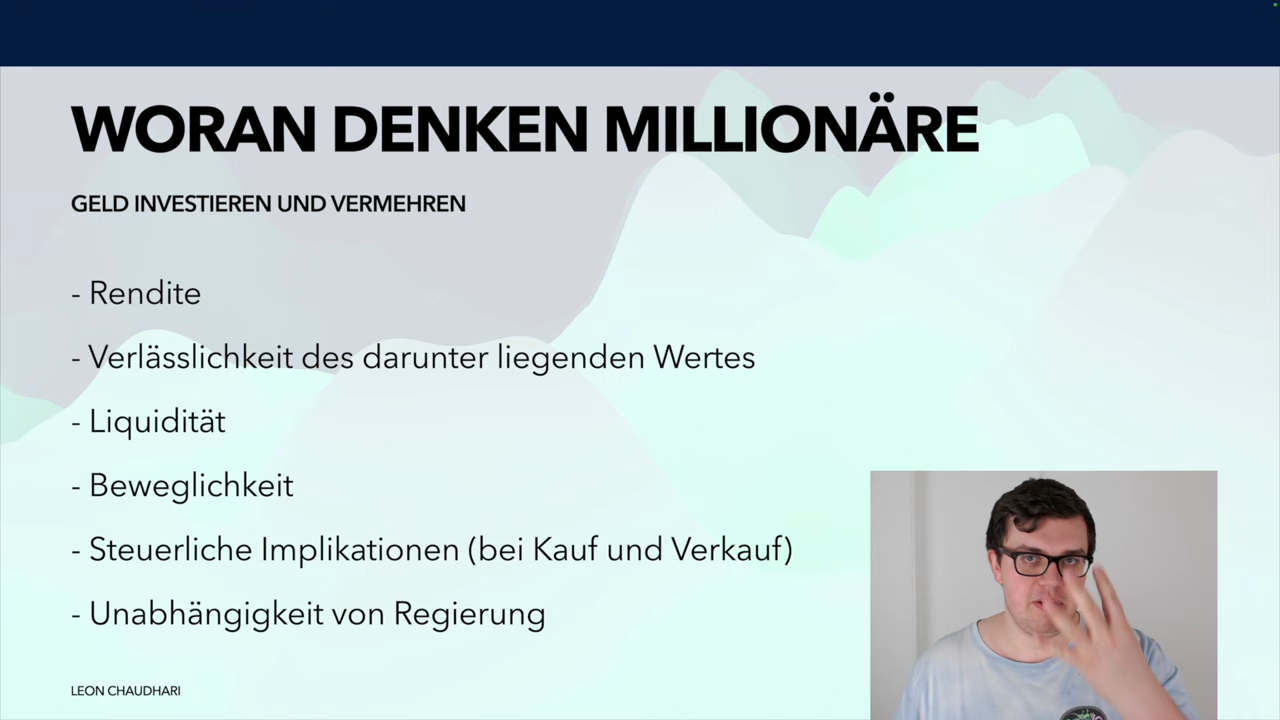 WORAN DENKEN MILLIONÄRE
GELD INVESTIEREN UND VERMEHREN
- Rendite
- Verlässlichkeit des darunter liegenden Wertes
- Liquidität
- Beweglichkeit
- Steuerliche Implikationen (bei Kauf und Verkauf)
- Unabhängigkeit von Regierung
LEON CHAUDHARI